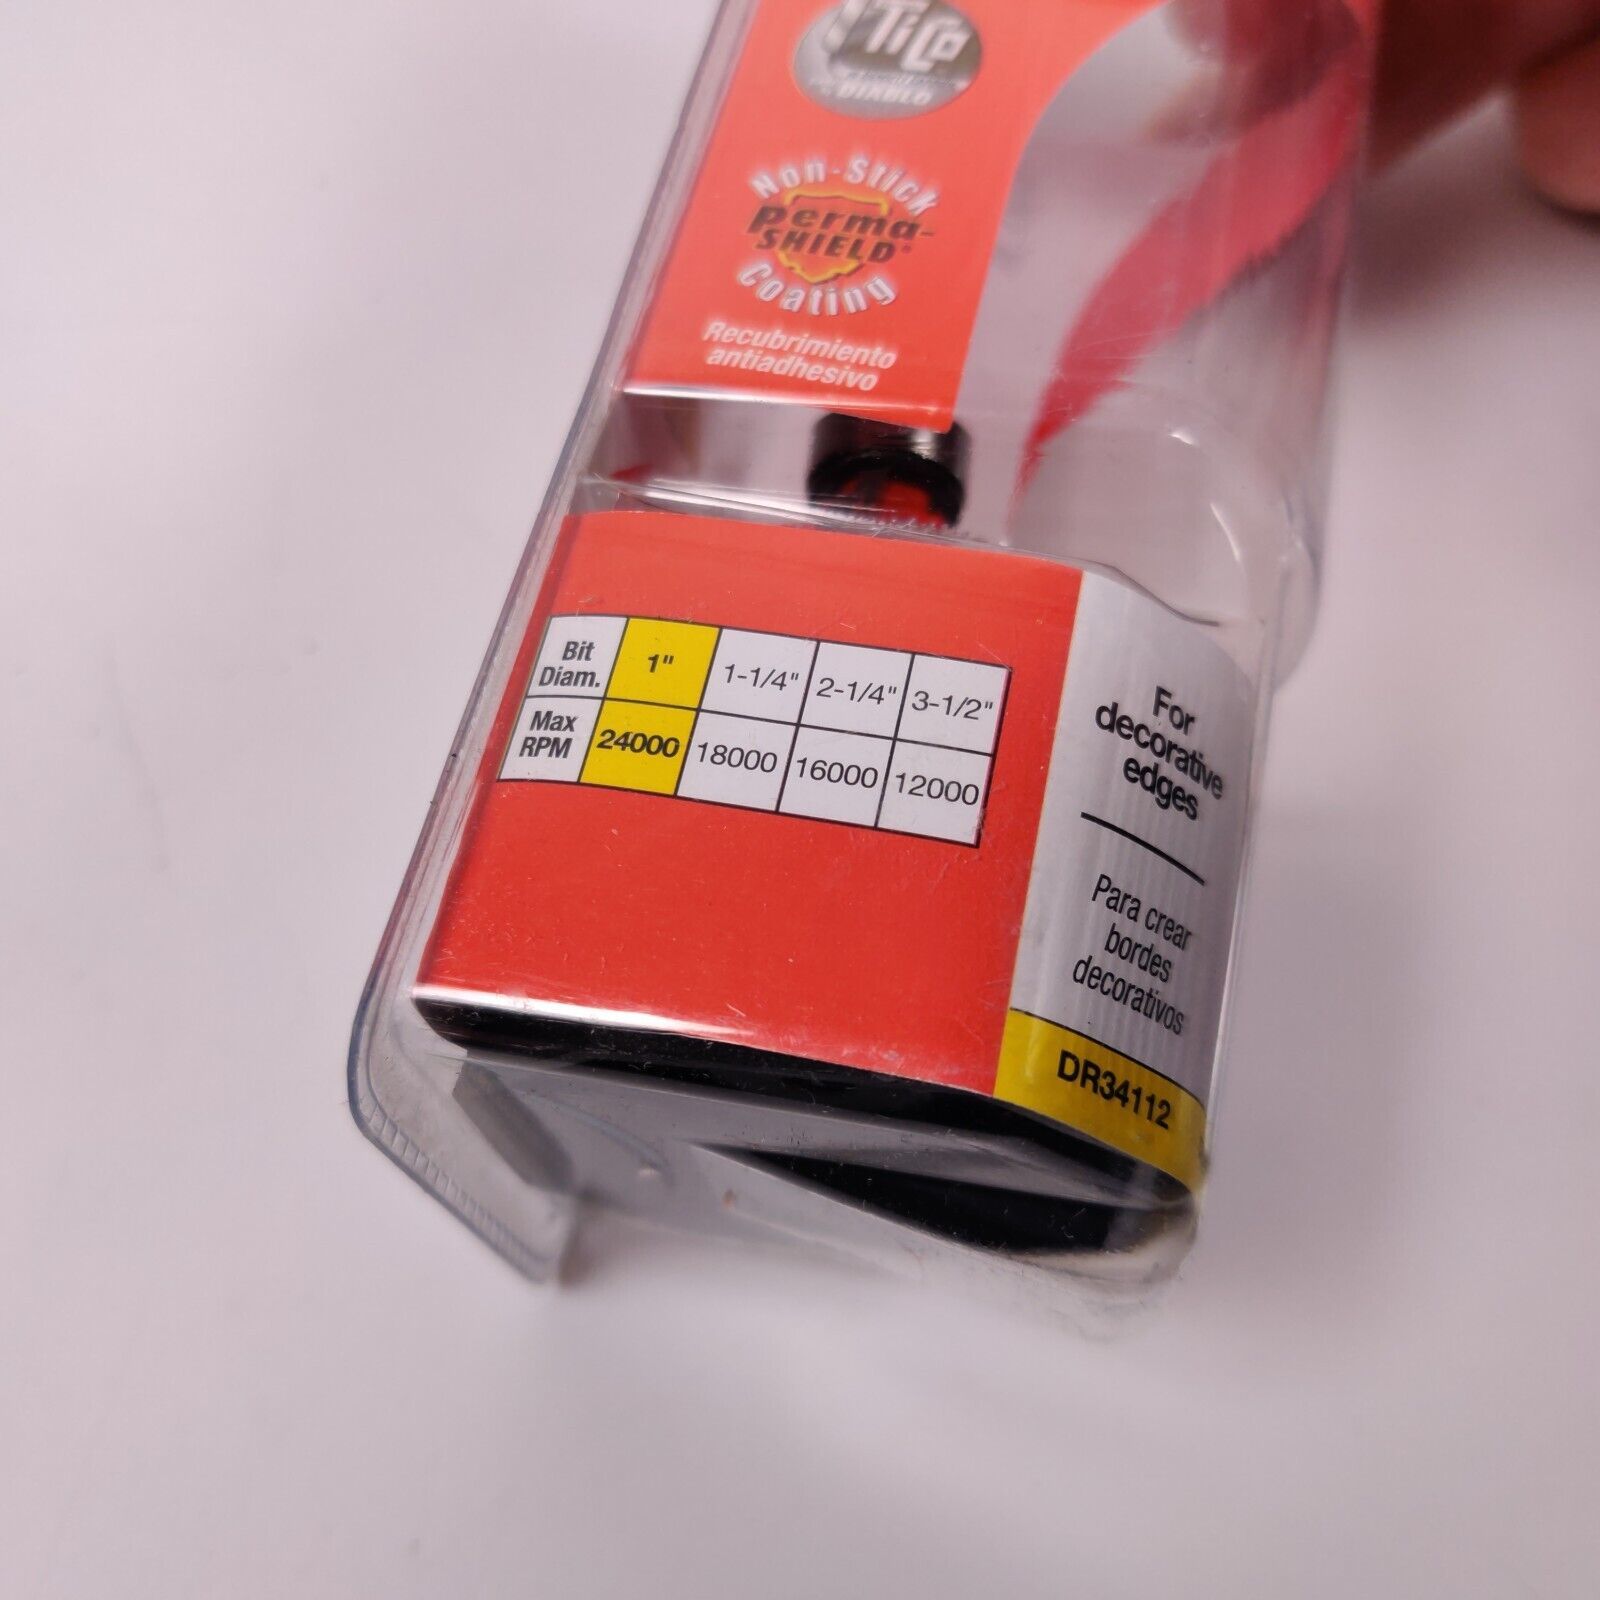 TiCo
DIABLO
Non-Stick
Perma-
SHIELD®
Coating
Recubrimiento
antiadhesivo
Bit Diam. 1" 1-1/4" 2-1/4" 3-1/2"
Max RPM 24000 18000 16000 12000
For
decorative
edges
Para crear
bordes
decorativos
DR34112